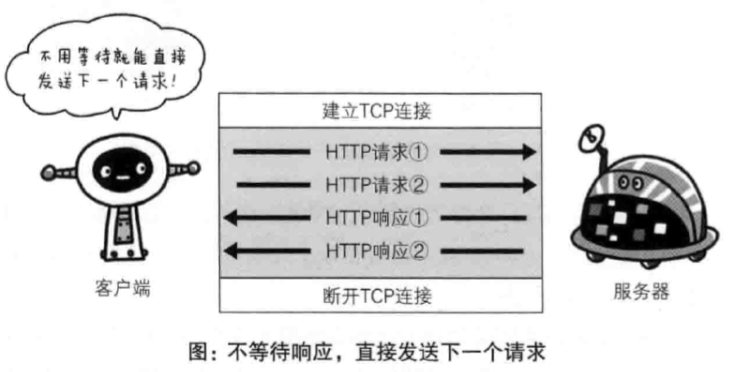 不用等待就能直接
发送下一个请求！
建立TCP连接
HTTP请求①
HTTP请求②
HTTP响应①
HTTP响应②
客户端
断开TCP连接
服务器
图：不等待响应，直接发送下一个请求